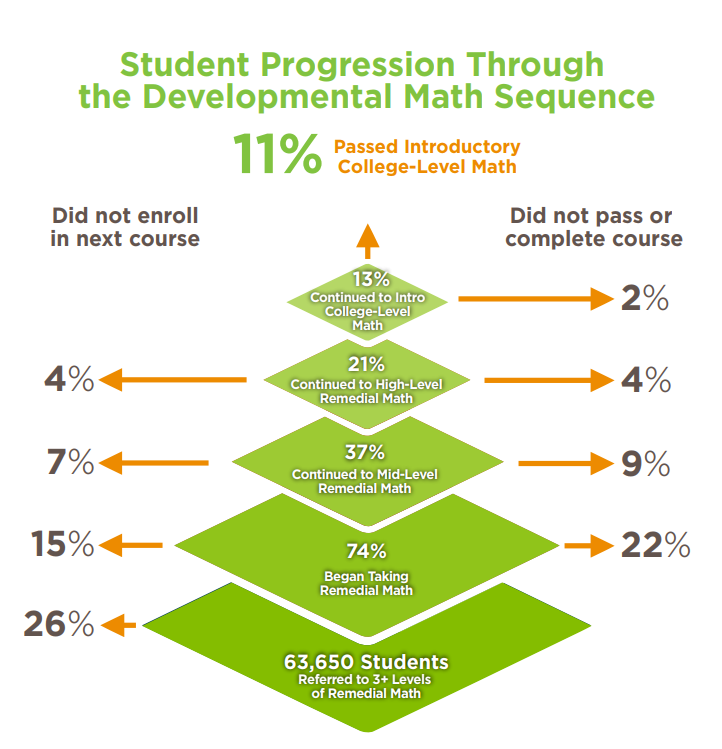 Student Progression Through
the Developmental Math Sequence
11%
Passed Introductory
College-Level Math
Did not enroll
in next course
Did not pass or
complete course
13%
Continued to Intro
College-Level
Math
2%
4%
21%
Continued to High-Level
Remedial Math
4%
7%
37%
Continued to Mid-Level
Remedial Math
9%
15%
74%
Began Taking
Remedial Math
22%
26%
63,650 Students
Referred to 3+ Levels
of Remedial Math